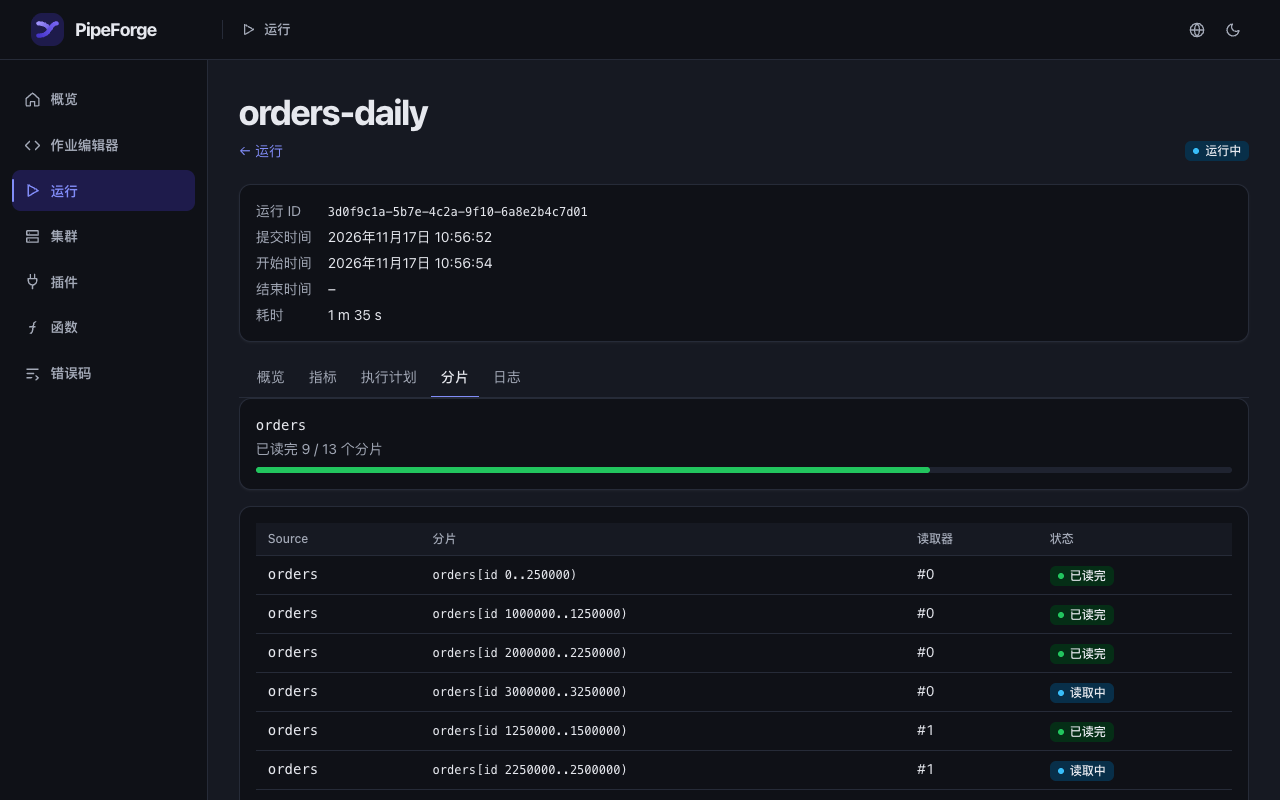 PipeForge
运行
概览
作业编辑器
运行
集群
插件
函数
错误码
orders-daily
← 运行
运行中
运行 ID 3d0f9c1a-5b7e-4c2a-9f10-6a8e2b4c7d01
提交时间 2026年11月17日 10:56:52
开始时间 2026年11月17日 10:56:54
结束时间 –
耗时 1 m 35 s
概览 指标 执行计划 分片 日志
orders
已读完 9 / 13 个分片
Source 分片 读取器 状态
orders orders[id 0..250000) #0 已读完
orders orders[id 1000000..1250000) #0 已读完
orders orders[id 2000000..2250000) #0 已读完
orders orders[id 3000000..3250000) #0 读取中
orders orders[id 1250000..1500000) #1 已读完
orders orders[id 2250000..2500000) #1 读取中